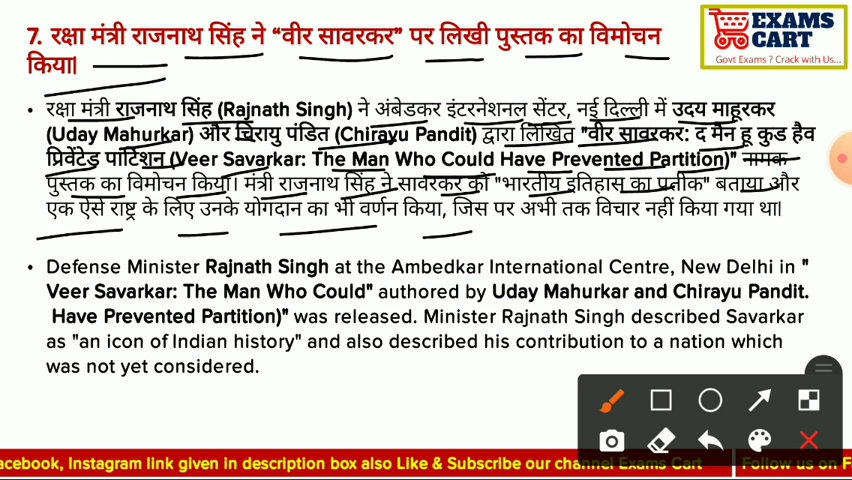 7. रक्षा मंत्री राजनाथ सिंह ने “वीर सावरकर” पर लिखी पुस्तक का विमोचन
किया।
EXAMS
CART
Govt Exams ? Crack with Us...
• रक्षा मंत्री राजनाथ सिंह (Rajnath Singh) ने अंबेडकर इंटरनेशनल सेंटर, नई दिल्ली में उदय माहूरकर
(Uday Mahurkar) और चिरायु पंडित (Chirayu Pandit) द्वारा लिखित "वीर सावरकर: द मैन हू कुड हैव
प्रिवेंटेड पार्टिशन (Veer Savarkar: The Man Who Could Have Prevented Partition)" नामक
पुस्तक का विमोचन किया। मंत्री राजनाथ सिंह ने सावरकर को "भारतीय इतिहास का प्रतीक" बताया और
एक ऐसे राष्ट्र के लिए उनके योगदान का भी वर्णन किया, जिस पर अभी तक विचार नहीं किया गया था।
• Defense Minister Rajnath Singh at the Ambedkar International Centre, New Delhi in "
Veer Savarkar: The Man Who Could" authored by Uday Mahurkar and Chirayu Pandit.
Have Prevented Partition)" was released. Minister Rajnath Singh described Savarkar
as "an icon of Indian history" and also described his contribution to a nation which
was not yet considered.
acebook, Instagram link given in description box also Like & Subscribe our channel Exams Cart Follow us on F